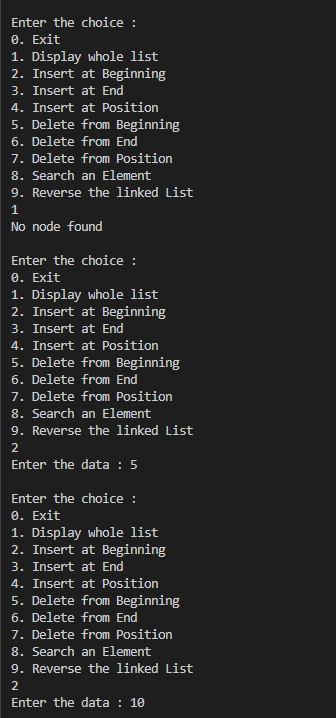 Enter the choice :
0. Exit
1. Display whole list
2. Insert at Beginning
3. Insert at End
4. Insert at Position
5. Delete from Beginning
6. Delete from End
7. Delete from Position
8. Search an Element
9. Reverse the linked List
1
No node found
Enter the choice :
0. Exit
1. Display whole list
2. Insert at Beginning
3. Insert at End
4. Insert at Position
5. Delete from Beginning
6. Delete from End
7. Delete from Position
8. Search an Element
9. Reverse the linked List
2
Enter the data : 5
Enter the choice :
0. Exit
1. Display whole list
2. Insert at Beginning
3. Insert at End
4. Insert at Position
5. Delete from Beginning
6. Delete from End
7. Delete from Position
8. Search an Element
9. Reverse the linked List
2
Enter the data : 10